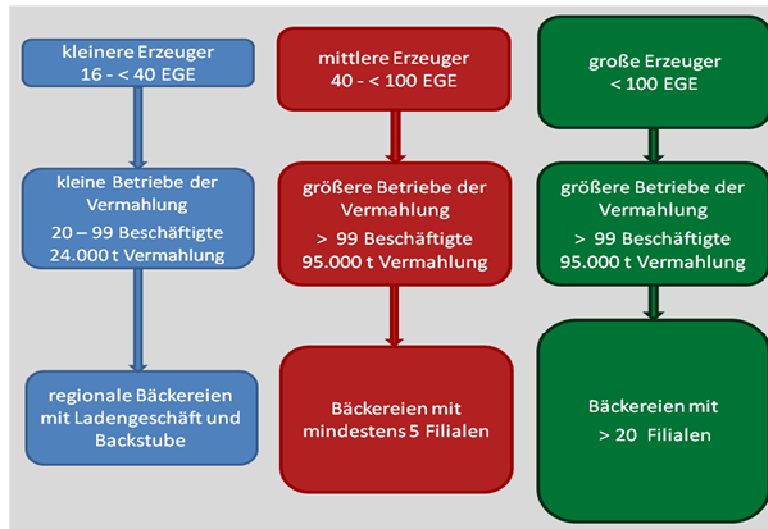 kleinere Erzeuger
16 - < 40 EGE
kleine Betriebe der
Vermahlung
20 – 99 Beschäftigte
24.000 t Vermahlung
regionale Bäckereien
mit Ladengeschäft und
Backstube
mittlere Erzeuger
40 - < 100 EGE
größere Betriebe der
Vermahlung
> 99 Beschäftigte
95.000 t Vermahlung
Bäckereien mit
mindestens 5 Filialen
große Erzeuger
< 100 EGE
größere Betriebe der
Vermahlung
> 99 Beschäftigte
95.000 t Vermahlung
Bäckereien mit
> 20 Filialen